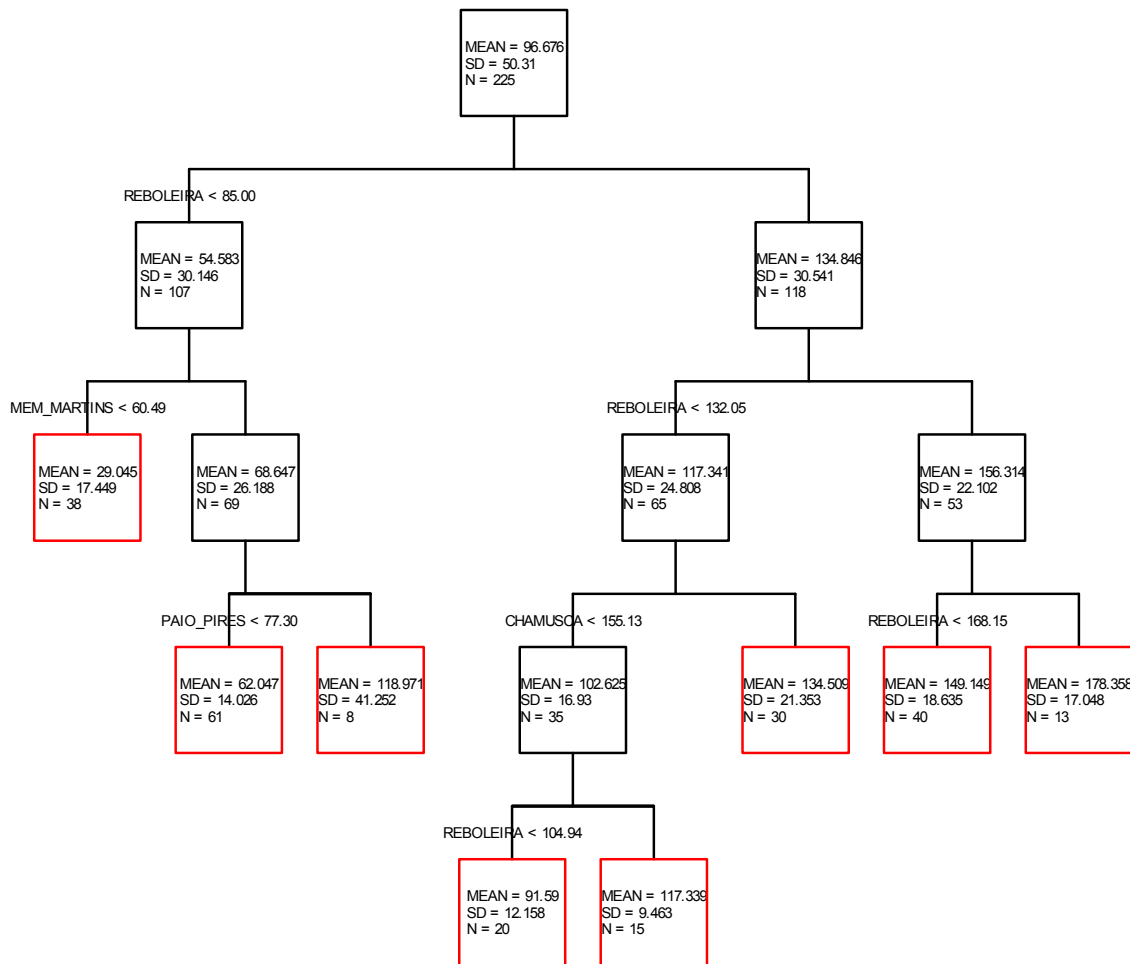 MEAN = 96.676
SD = 50.31
N = 225
REBOLEIRA < 85.00
MEAN = 54.583
SD = 30.146
N = 107
MEAN = 134.846
SD = 30.541
N = 118
MEM_MARTINS < 60.49
REBOLEIRA < 132.05
MEAN = 29.045
SD = 17.449
N = 38
MEAN = 68.647
SD = 26.188
N = 69
MEAN = 117.341
SD = 24.808
N = 65
MEAN = 156.314
SD = 22.102
N = 53
PAIO_PIRES < 77.30
CHAMUSCA < 155.13
REBOLEIRA < 168.15
MEAN = 62.047
SD = 14.026
N = 61
MEAN = 118.971
SD = 41.252
N = 8
MEAN = 102.625
SD = 16.93
N = 35
MEAN = 134.509
SD = 21.353
N = 30
MEAN = 149.149
SD = 18.635
N = 40
MEAN = 178.358
SD = 17.048
N = 13
REBOLEIRA < 104.94
MEAN = 91.59
SD = 12.158
N = 20
MEAN = 117.339
SD = 9.463
N = 15